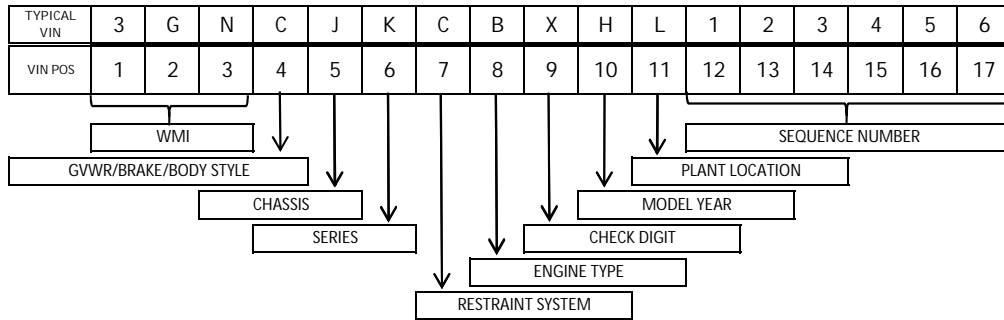 TYPICAL VIN 3 G N C J K C B X H L 1 2 3 4 5 6
VIN POS 1 2 3 4 5 6 7 8 9 10 11 12 13 14 15 16 17
WMI SEQUENCE NUMBER
GVWR/BRAKE/BODY STYLE PLANT LOCATION
CHASSIS MODEL YEAR
SERIES CHECK DIGIT
ENGINE TYPE
RESTRAINT SYSTEM